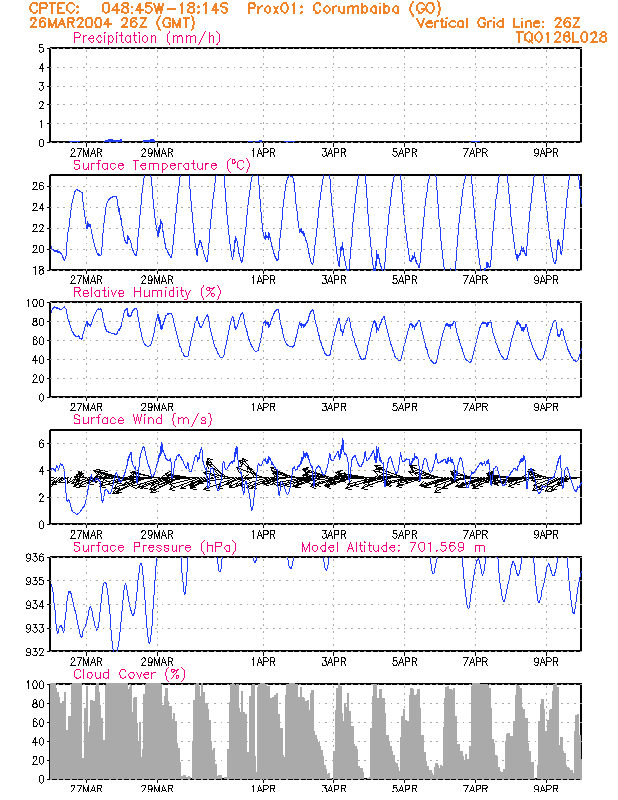 CPTEC: 048:45W-18:14S Prox01: Corumbaiba (GO)
26MAR2004 26Z (GMT) Vertical Grid Line: 26Z
Precipitation (mm/h) TQ0126L028
5
4
3
2
1
0
27MAR 29MAR 1APR 3APR 5APR 7APR 9APR
Surface Temperature (°C)
26
24
22
20
18
27MAR 29MAR 1APR 3APR 5APR 7APR 9APR
Relative Humidity (%)
100
80
60
40
20
0
27MAR 29MAR 1APR 3APR 5APR 7APR 9APR
Surface Wind (m/s)
6
4
2
0
27MAR 29MAR 1APR 3APR 5APR 7APR 9APR
Surface Pressure (hPa) Model Altitude: 701.569 m
936
935
934
933
932
27MAR 29MAR 1APR 3APR 5APR 7APR 9APR
Cloud Cover (%)
100
80
60
40
20
0
27MAR 29MAR 1APR 3APR 5APR 7APR 9APR